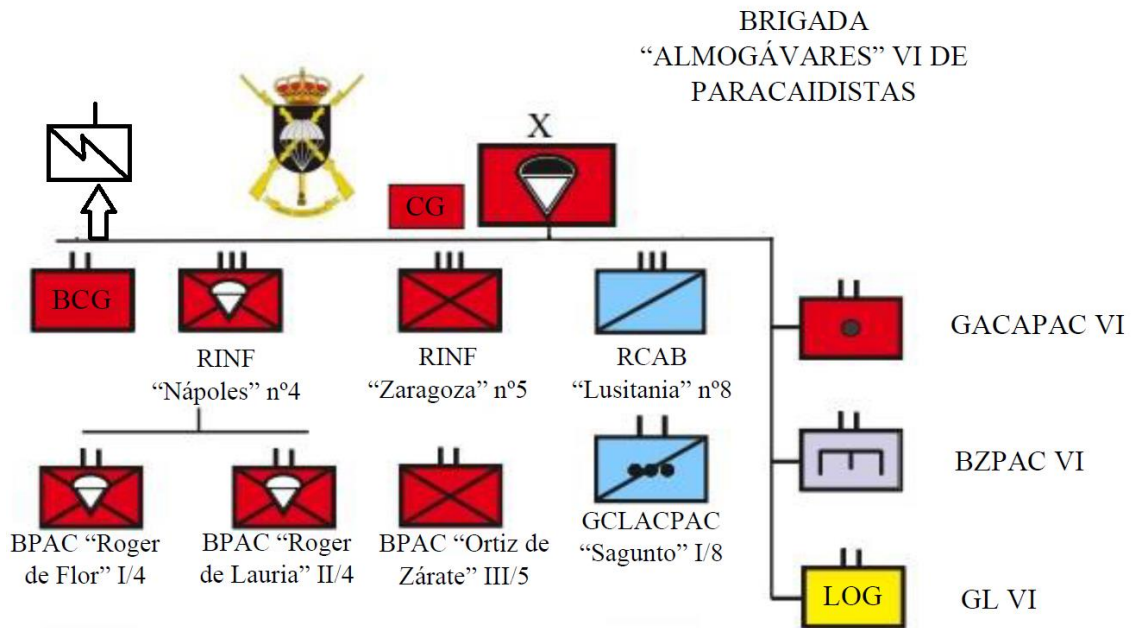 BRIGADA
“ALMOGÁVARES” VI DE
PARACAIDISTAS
X
CG
BCG
RINF
“Nápoles” nº4
RINF
“Zaragoza” nº5
RCAB
“Lusitania” nº8
GACAPAC VI
BZPAC VI
BPAC “Roger
de Flor” I/4
BPAC “Roger
de Lauria” II/4
BPAC “Ortiz de
Zárate” III/5
GCLACPAC
“Sagunto” I/8
LOG
GL VI